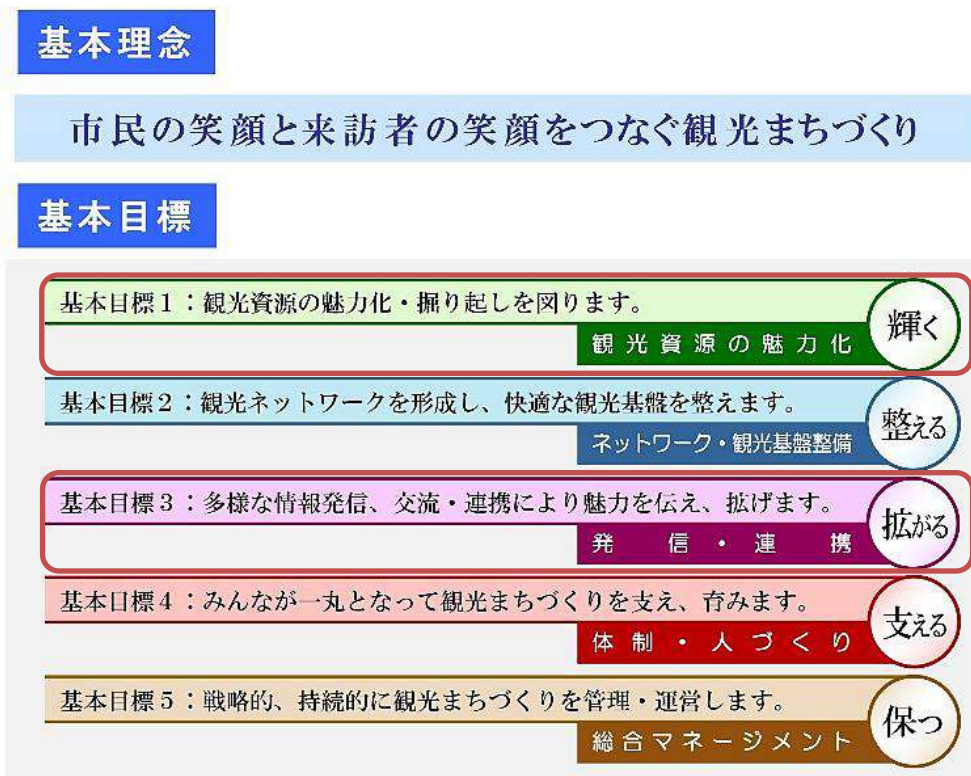 基本理念
市民の笑顔と来訪者の笑顔をつなぐ観光まちづくり
基本目標
基本目標1：観光資源の魅力化・掘り起しを図ります。
観光資源の魅力化
輝く
基本目標2：観光ネットワークを形成し、快適な観光基盤を整えます。
ネットワーク・観光基盤整備
整える
基本目標3：多様な情報発信、交流・連携により魅力を伝え、拡げます。
発信・連携
拡がる
基本目標4：みんなが一丸となって観光まちづくりを支え、育みます。
体制・人づくり
支える
基本目標5：戦略的、持続的に観光まちづくりを管理・運営します。
総合マネージメント
保つ